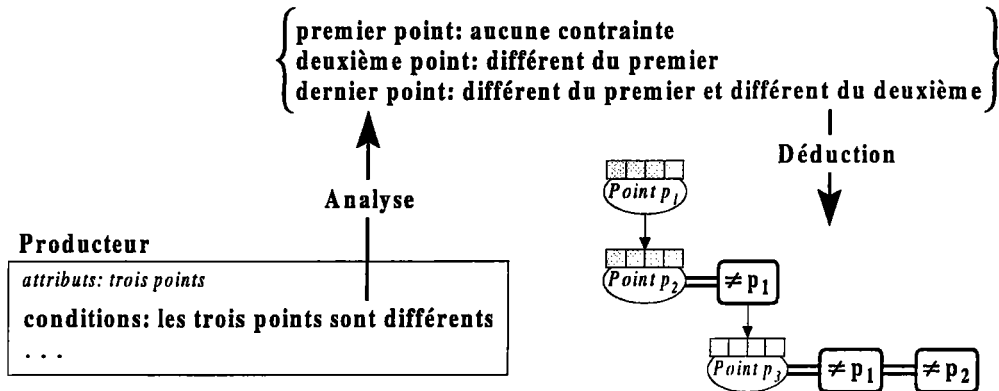 premier point: aucune contrainte
deuxième point: différent du premier
dernier point: différent du premier et différent du deuxième
Analyse
Déduction
Producteur
attributs: trois points
conditions: les trois points sont différents
. . .
Point p1
Point p2
≠ p1
Point p3
≠ p1
≠ p2